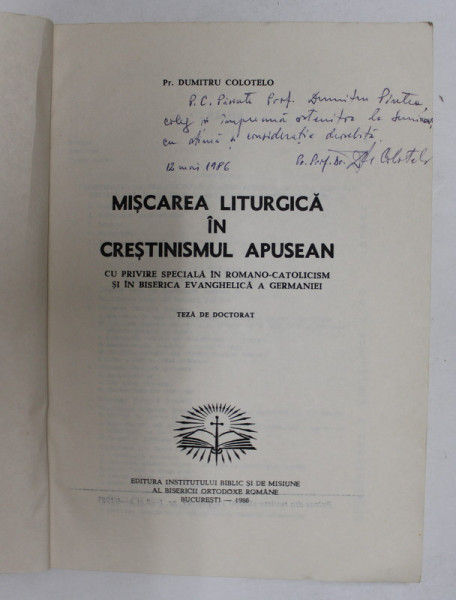 Pr. DUMITRU COLOTELO
P.C. Părinte Prof. Dumitru Pintea,
coleg și împreună ostenitor la Seminar,
cu stimă și considerație deosebită.
12 mai 1986 Pr. Prof. Dr. Colotelo
MIȘCAREA LITURGICĂ
ÎN
CREȘTINISMUL APUSEAN
CU PRIVIRE SPECIALĂ ÎN ROMANO-CATOLICISM
ȘI ÎN BISERICA EVANGHELICĂ A GERMANIEI
TEZĂ DE DOCTORAT
EDITURA INSTITUTULUI BIBLIC ȘI DE MISIUNE
AL BISERICII ORTODOXE ROMÂNE
BUCUREȘTI — 1986